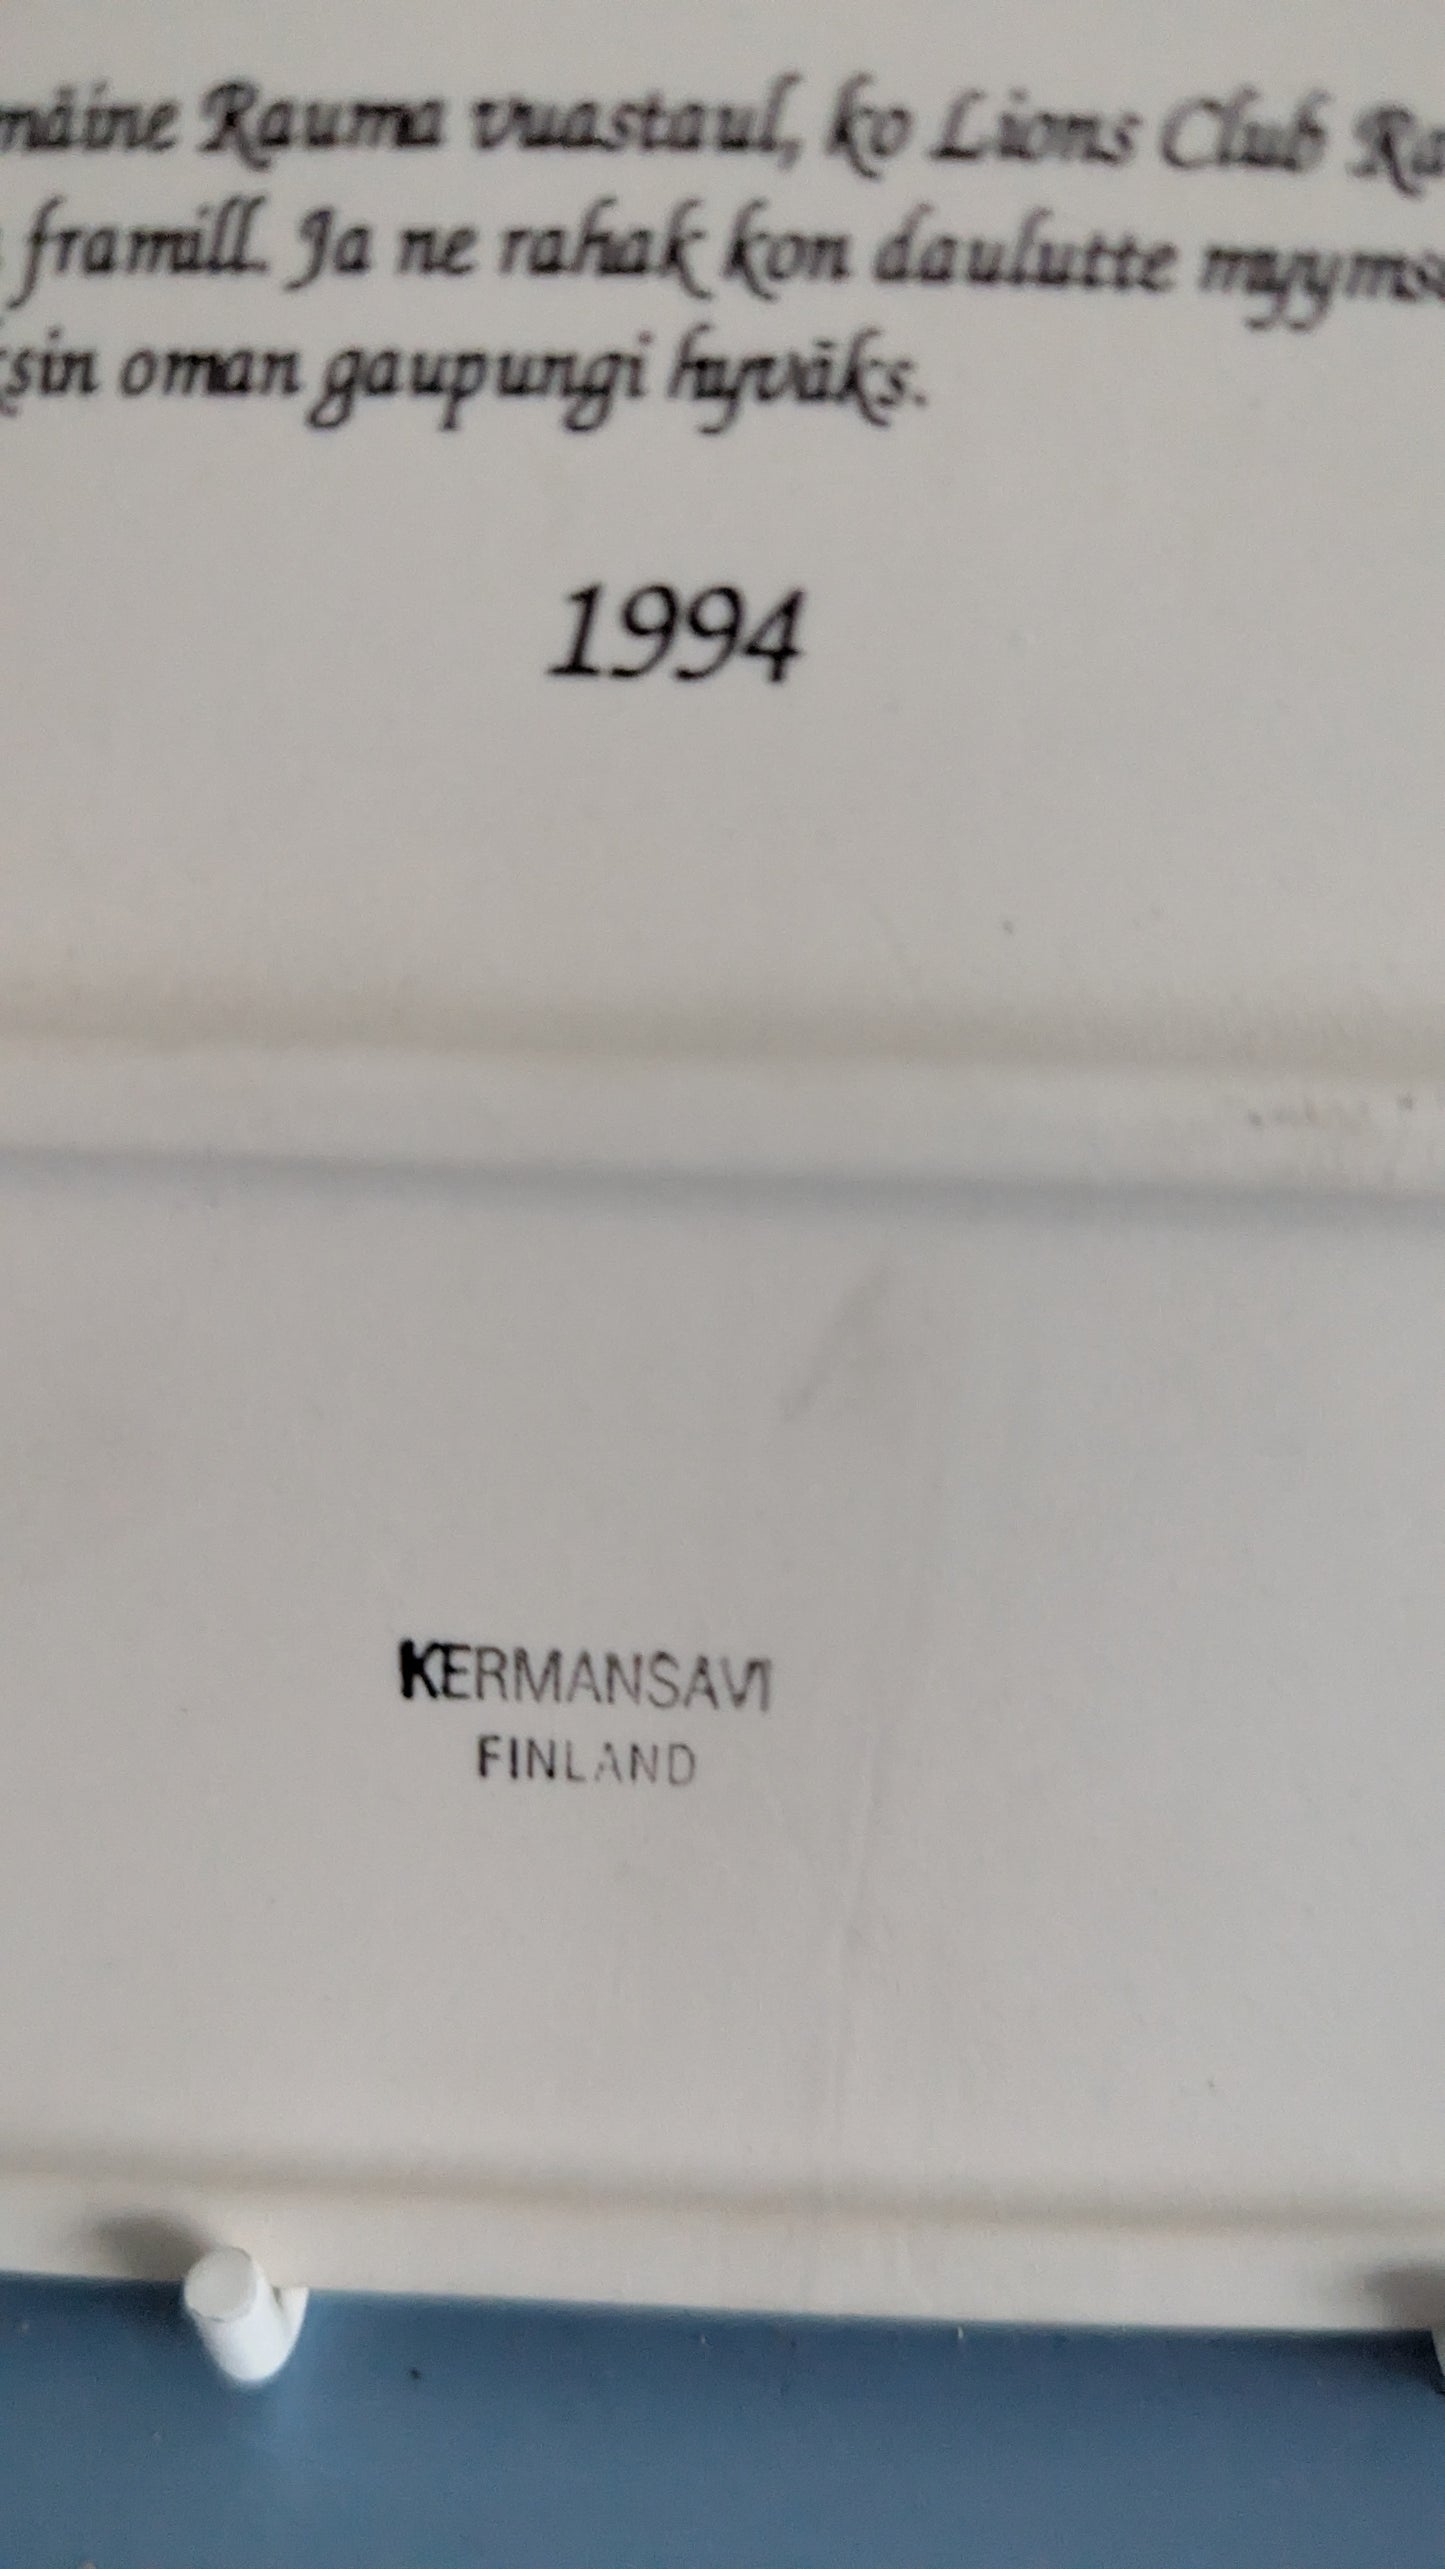 Rauma vuastaul, ko Lions Club
framill. Ja ne rahak kon daulutte
oman gaupungi hyväks.
1994
KERMANSAVI
FINLAND